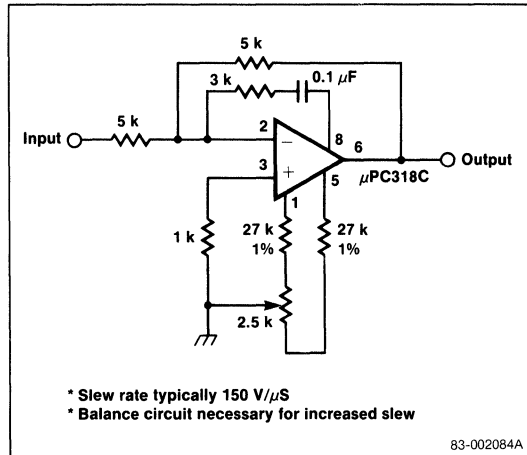 5 k
3 k
0.1 μF
5 k
Input
2
8
6
Output
3
5
μPC318C
1
1 k
27 k
1%
27 k
1%
2.5 k
* Slew rate typically 150 V/μS
* Balance circuit necessary for increased slew
83-002084A